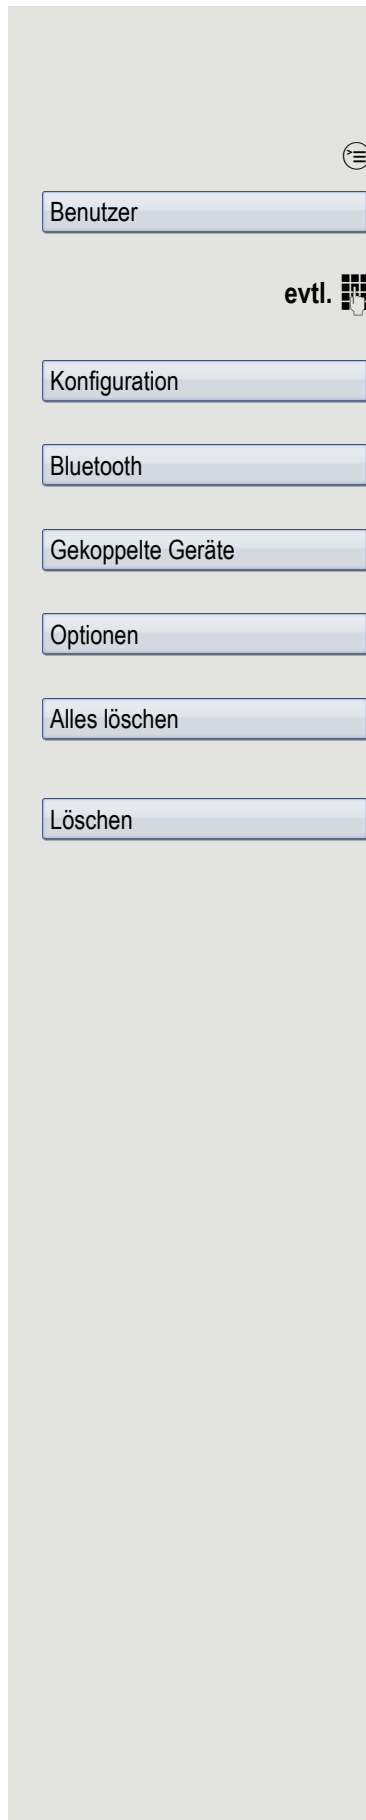 Benutzer
evtl.
Konfiguration
Bluetooth
Gekoppelte Geräte
Optionen
Alles löschen
Löschen